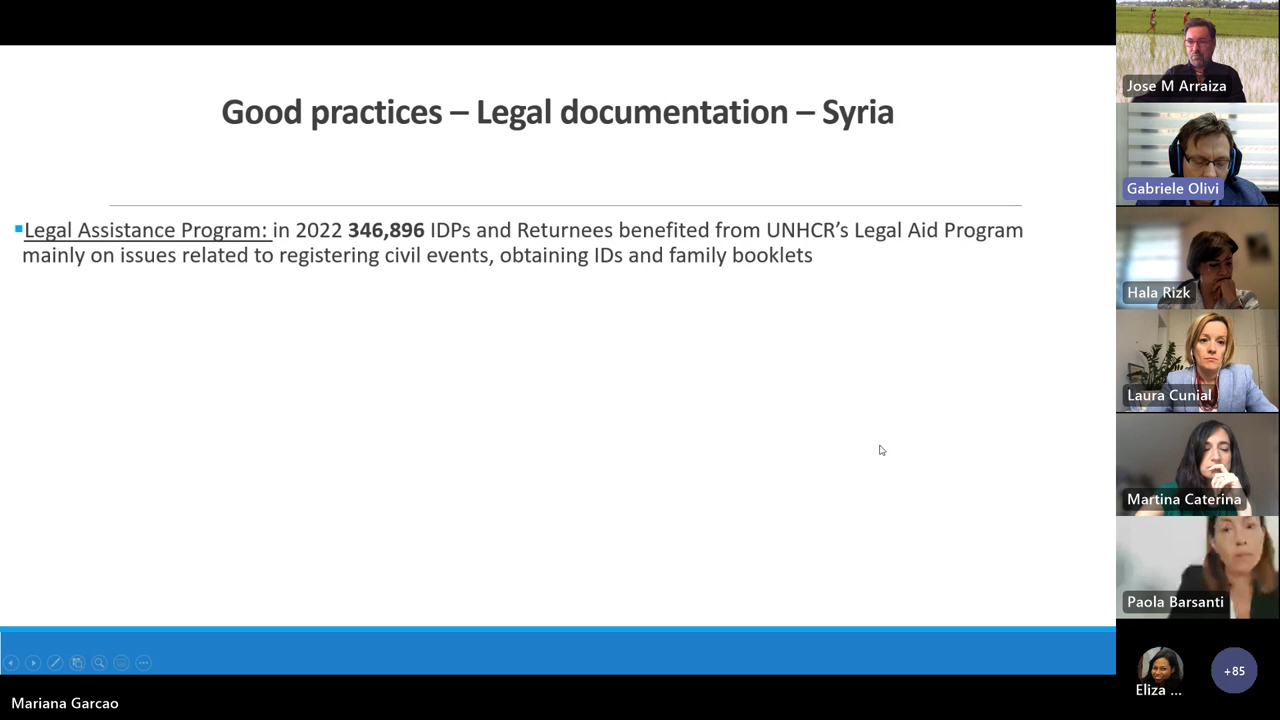 Good practices – Legal documentation – Syria
▪Legal Assistance Program: in 2022 346,896 IDPs and Returnees benefited from UNHCR’s Legal Aid Program
mainly on issues related to registering civil events, obtaining IDs and family booklets
Jose M Arraiza
Gabriele Olivi
Hala Rizk
Laura Cunial
Martina Caterina
Paola Barsanti
Eliza ...
+85
Mariana Garcao